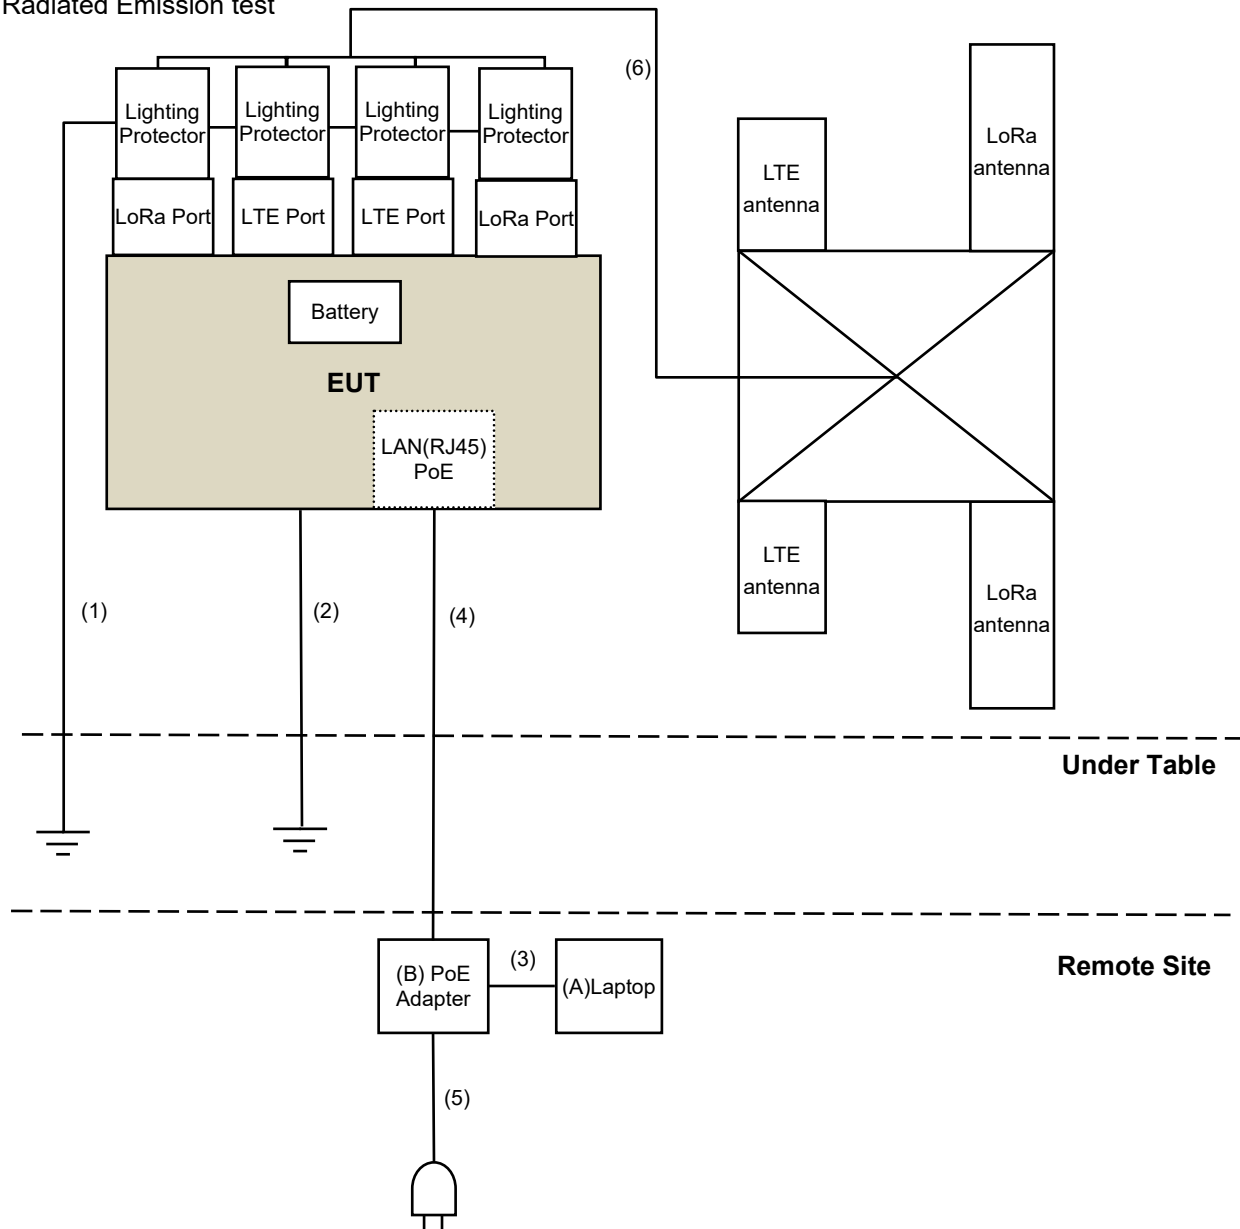 Radiated Emission test
(6)
Lighting
Protector
Lighting
Protector
Lighting
Protector
Lighting
Protector
LoRa Port
LTE Port
LTE Port
LoRa Port
LTE
antenna
LoRa
antenna
Battery
EUT
LAN(RJ45)
PoE
LTE
antenna
LoRa
antenna
(1)
(2)
(4)
Under Table
(B) PoE
Adapter
(3)
(A)Laptop
Remote Site
(5)